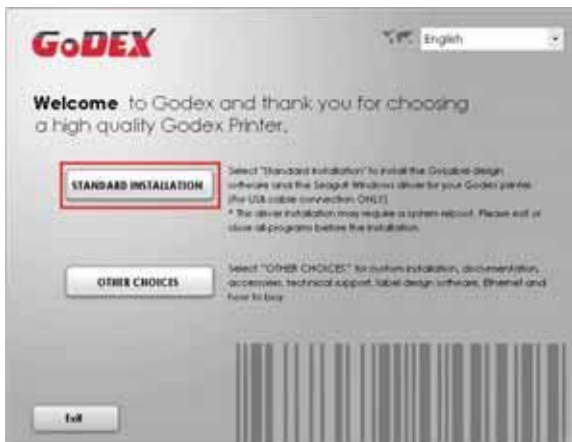 GoDEX
English
Welcome to Godex and thank you for choosing
a high quality Godex Printer.
STANDARD INSTALLATION
Select "Standard Installation" to install the GoLabel design
software and the Seagull Windows driver for your Godex printer.
(For USB cable connection ONLY)
* The driver installation may require a system reboot. Please exit or
close all programs before the installation.
OTHER CHOICES
Select "OTHER CHOICES" for custom installation, documentation,
accessories, technical support, label design software, Ethernet and
how to buy
Exit